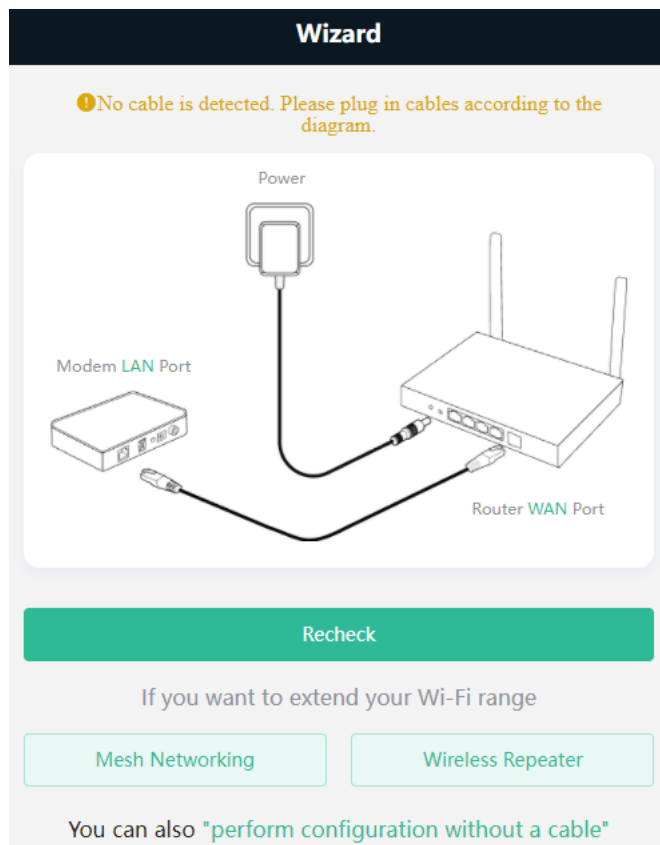 Wizard
No cable is detected. Please plug in cables according to the
diagram.
Power
Modem LAN Port
Router WAN Port
Recheck
If you want to extend your Wi-Fi range
Mesh Networking
Wireless Repeater
You can also "perform configuration without a cable"